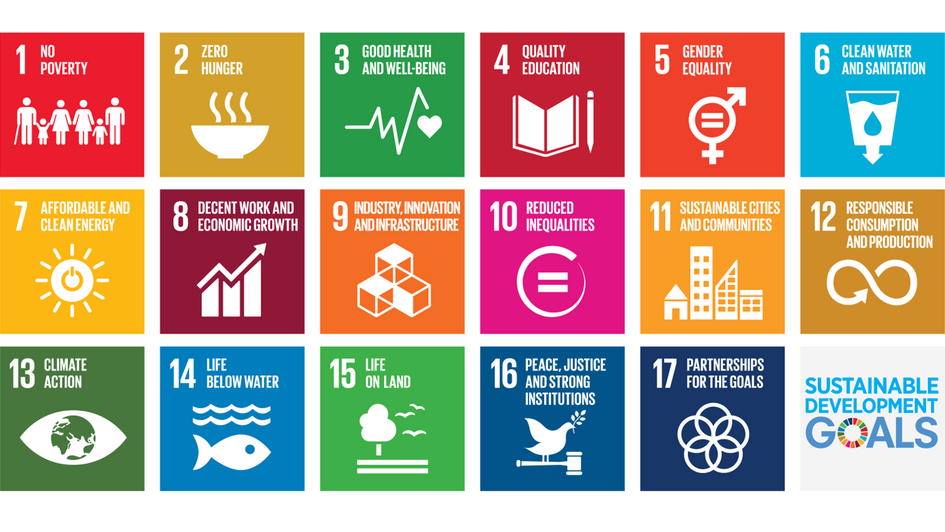 1 NO
POVERTY
2 ZERO
HUNGER
3 GOOD HEALTH
AND WELL-BEING
4 QUALITY
EDUCATION
5 GENDER
EQUALITY
6 CLEAN WATER
AND SANITATION
7 AFFORDABLE AND
CLEAN ENERGY
8 DECENT WORK AND
ECONOMIC GROWTH
9 INDUSTRY, INNOVATION
AND INFRASTRUCTURE
10 REDUCED
INEQUALITIES
11 SUSTAINABLE CITIES
AND COMMUNITIES
12 RESPONSIBLE
CONSUMPTION
AND PRODUCTION
13 CLIMATE
ACTION
14 LIFE
BELOW WATER
15 LIFE
ON LAND
16 PEACE, JUSTICE
AND STRONG
INSTITUTIONS
17 PARTNERSHIPS
FOR THE GOALS
SUSTAINABLE
DEVELOPMENT
GOALS